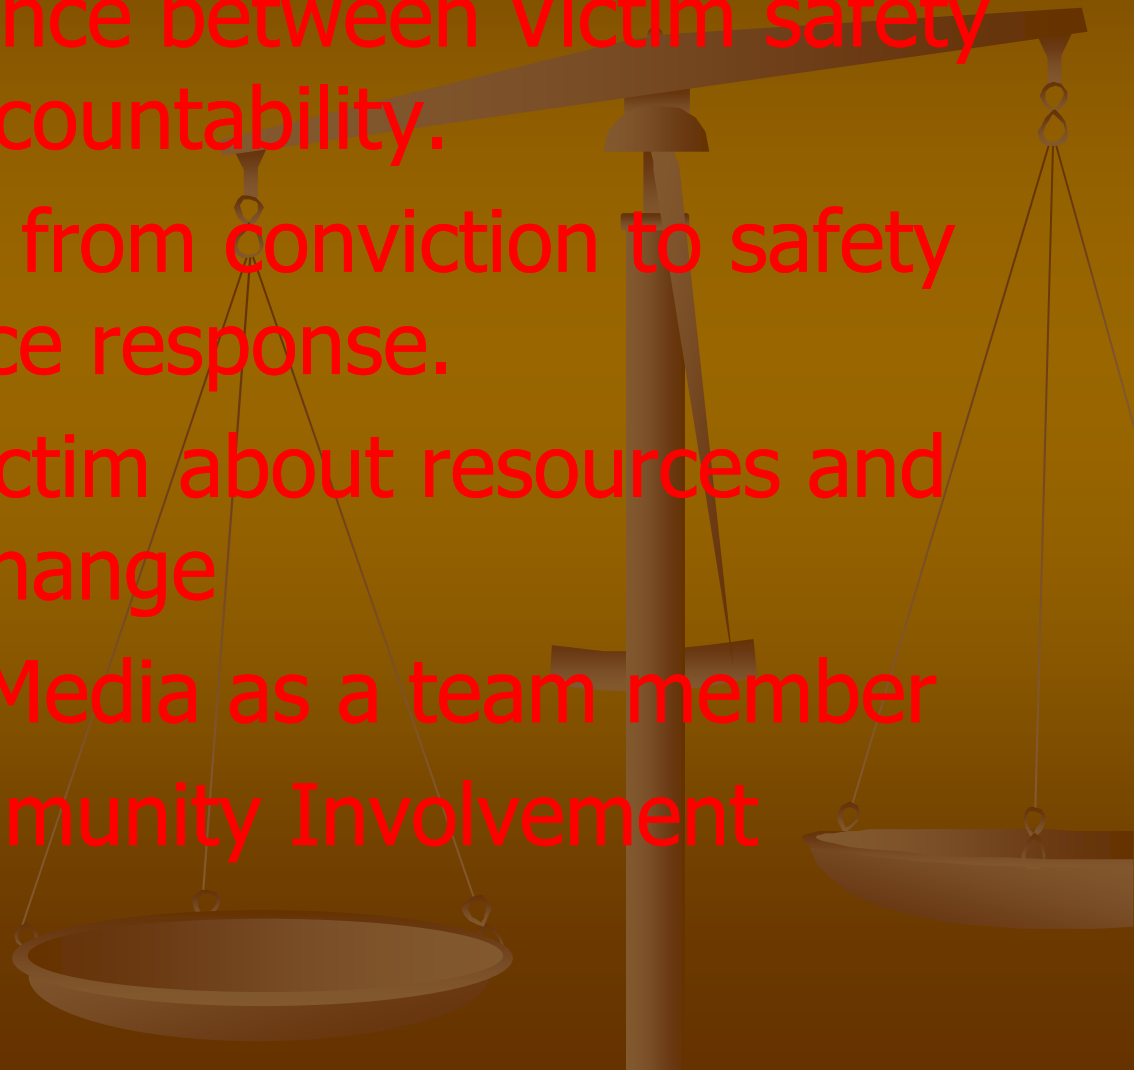 nce between Victim safety
countability.
from conviction to safety
ce response.
ctim about resources and
hange
Media as a team member
munity Involvement